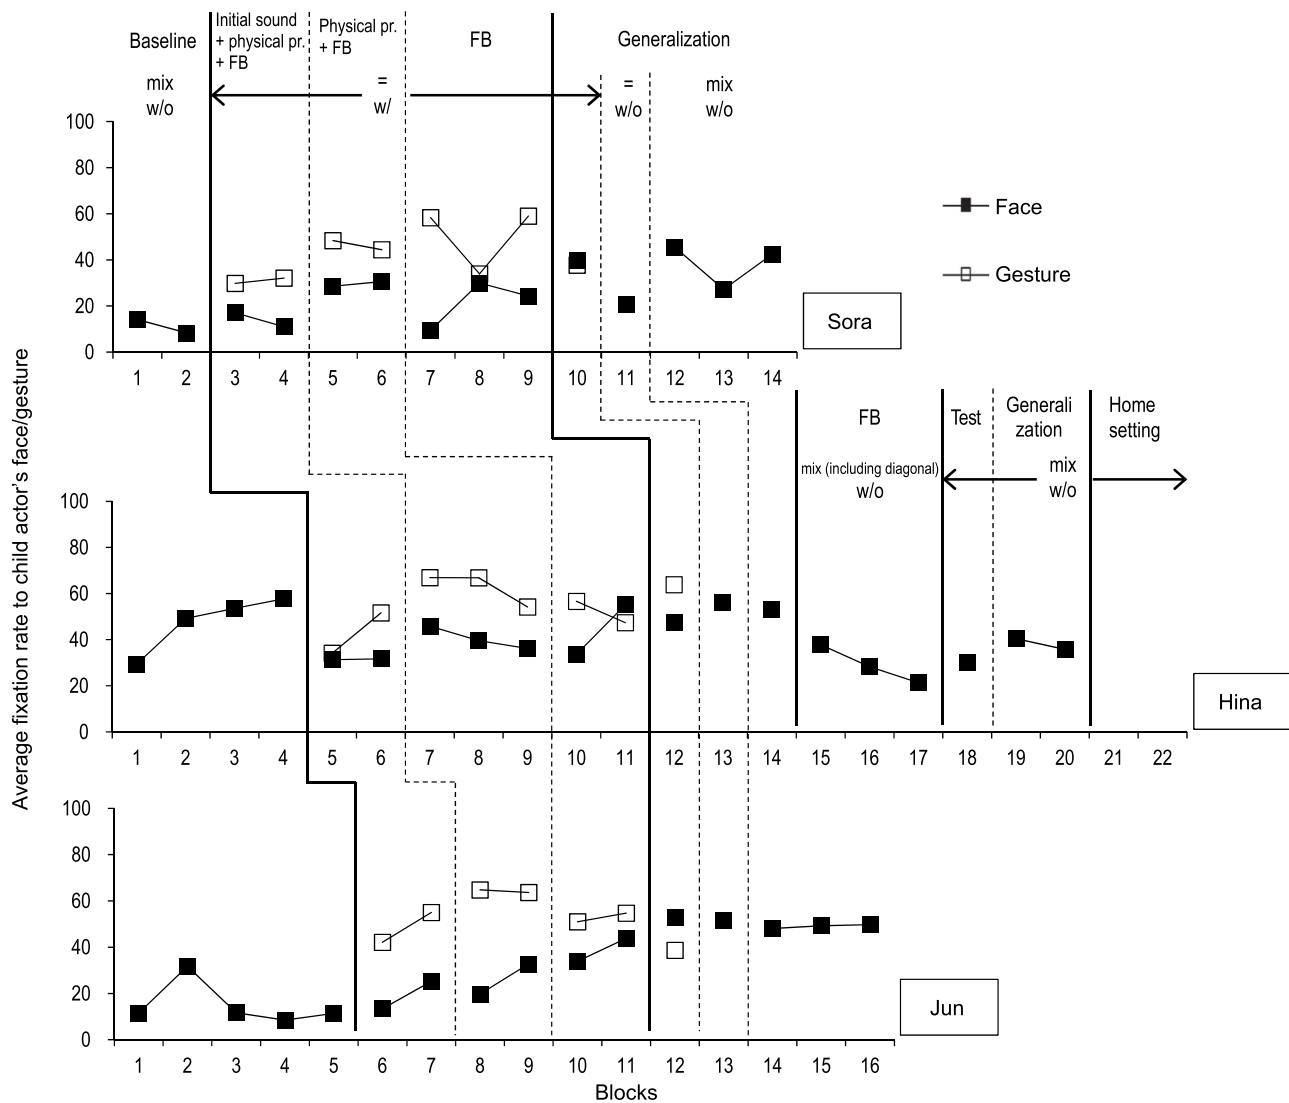 Baseline
Initial sound
+ physical pr.
+ FB
Physical pr.
+ FB
FB
Generalization
mix
w/o
=
w/
=
w/o
mix
w/o
100
80
60
40
20
0
1 2 3 4 5 6 7 8 9 10 11 12 13 14
Face
Gesture
Sora
Average fixation rate to child actor's face/gesture
FB
Test
Generali
zation
Home
setting
mix (including diagonal)
w/o
mix
w/o
100
80
60
40
20
0
1 2 3 4 5 6 7 8 9 10 11 12 13 14 15 16 17 18 19 20 21 22
Hina
100
80
60
40
20
0
1 2 3 4 5 6 7 8 9 10 11 12 13 14 15 16
Jun
Blocks